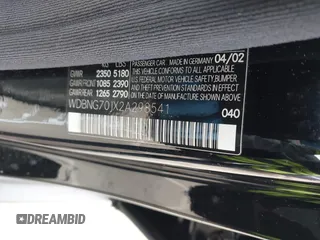 PASSENGER CAR  MADE IN GERMANY 04/02
KG LBS
GVWR 2350 5180
GAWR FRONT 1085 2390
GAWR REAR 1265 2790
THIS VEHICLE CONFORMS TO ALL
APPLICABLE U.S. FEDERAL MOTOR
VEHICLE SAFETY, BUMPER,
AND THEFT PREVENTION STANDARDS
IN EFFECT ON THE DATE OF
MANUFACTURE SHOWN ABOVE.
WDBNG70JX2A298541
040
DREAMBID